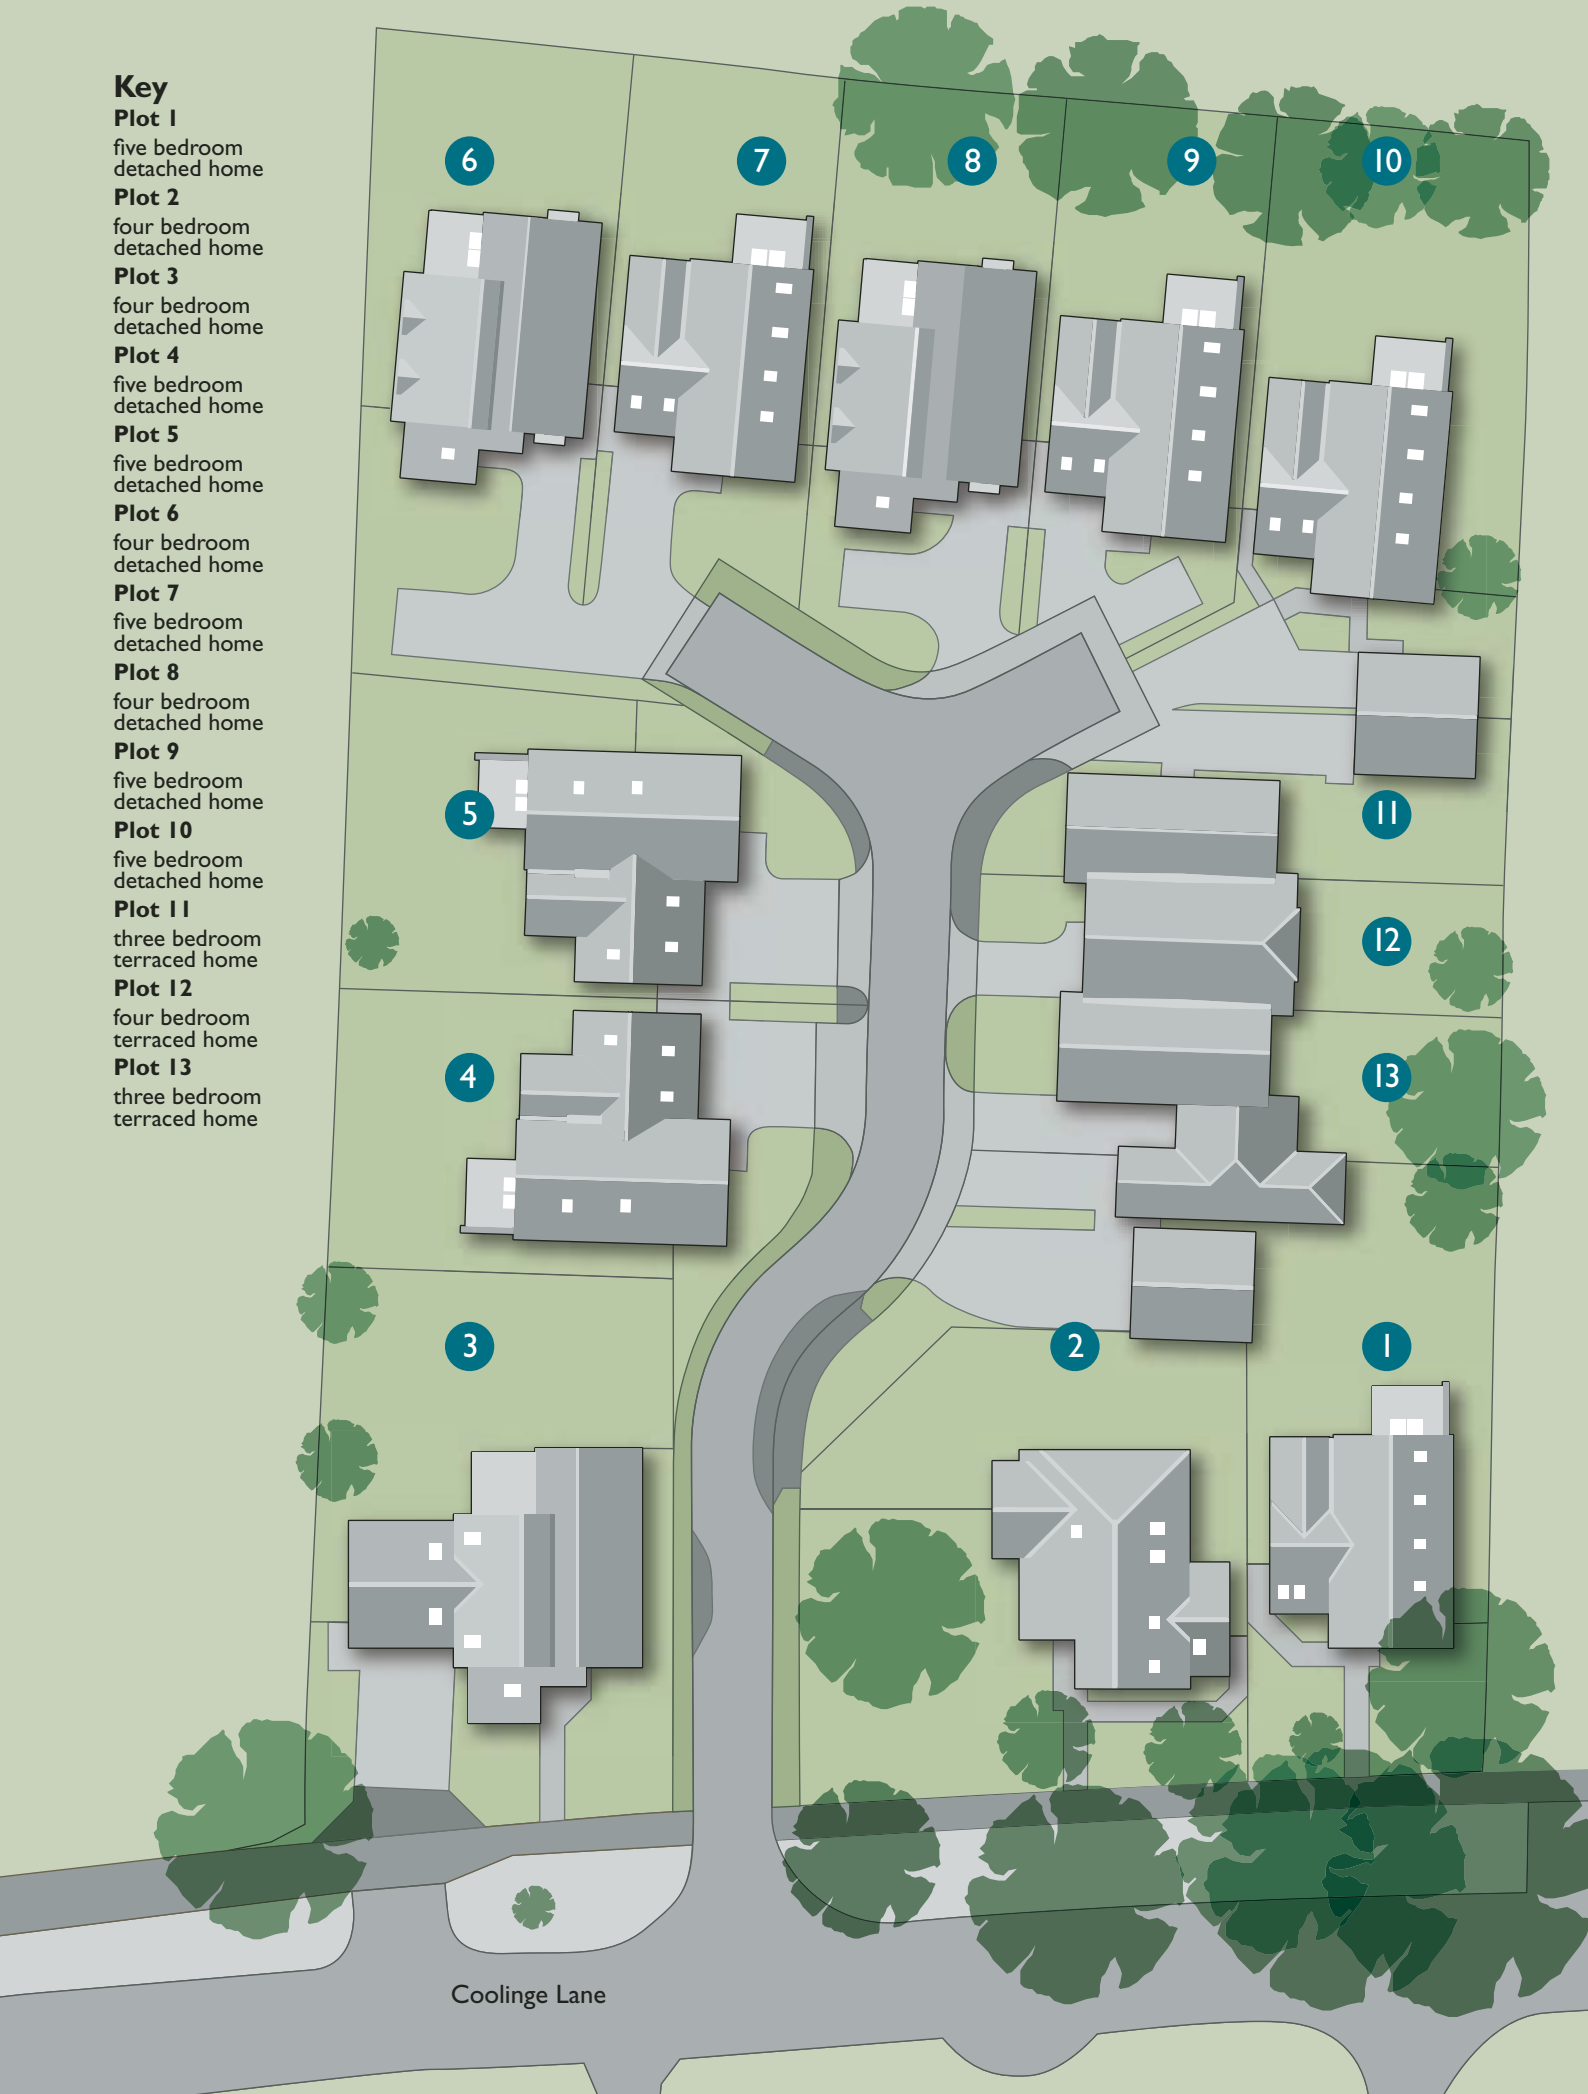 Key
Plot 1
five bedroom
detached home
Plot 2
four bedroom
detached home
Plot 3
four bedroom
detached home
Plot 4
five bedroom
detached home
Plot 5
five bedroom
detached home
Plot 6
four bedroom
detached home
Plot 7
five bedroom
detached home
Plot 8
four bedroom
detached home
Plot 9
five bedroom
detached home
Plot 10
five bedroom
detached home
Plot 11
three bedroom
terraced home
Plot 12
four bedroom
terraced home
Plot 13
three bedroom
terraced home
6
7
8
9
10
5
11
12
4
13
3
2
1
Coolinge Lane